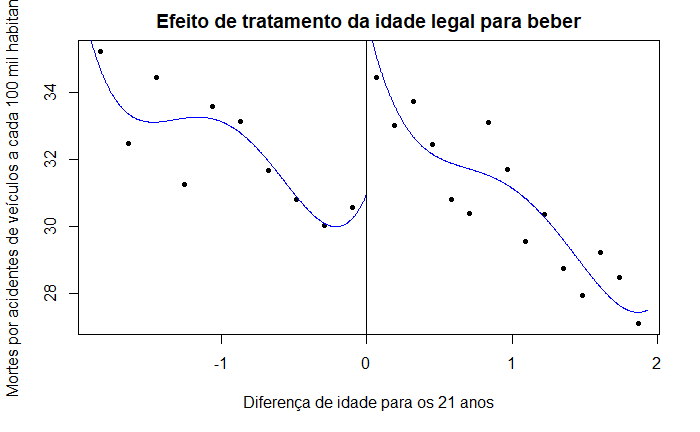 Efeito de tratamento da idade legal para beber
Mortes por acidentes de veículos a cada 100 mil habitan
34
32
30
28
-1
0
1
2
Diferença de idade para os 21 anos